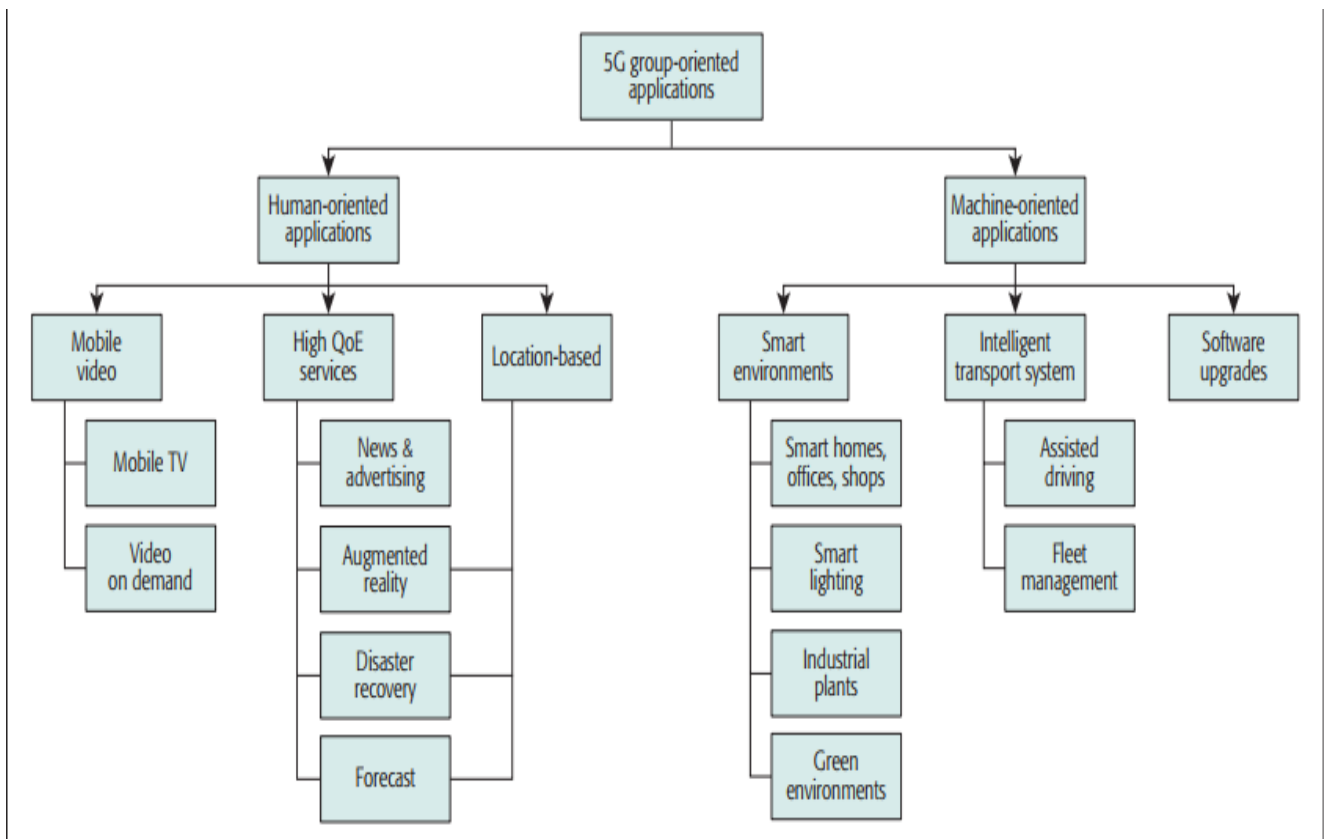 5G group-oriented
applications
Human-oriented
applications
Machine-oriented
applications
Mobile
video
High QoE
services
Location-based
Smart
environments
Intelligent
transport system
Software
upgrades
Mobile TV
Video
on demand
News &
advertising
Augmented
reality
Disaster
recovery
Forecast
Smart homes,
offices, shops
Smart
lighting
Industrial
plants
Green
environments
Assisted
driving
Fleet
management